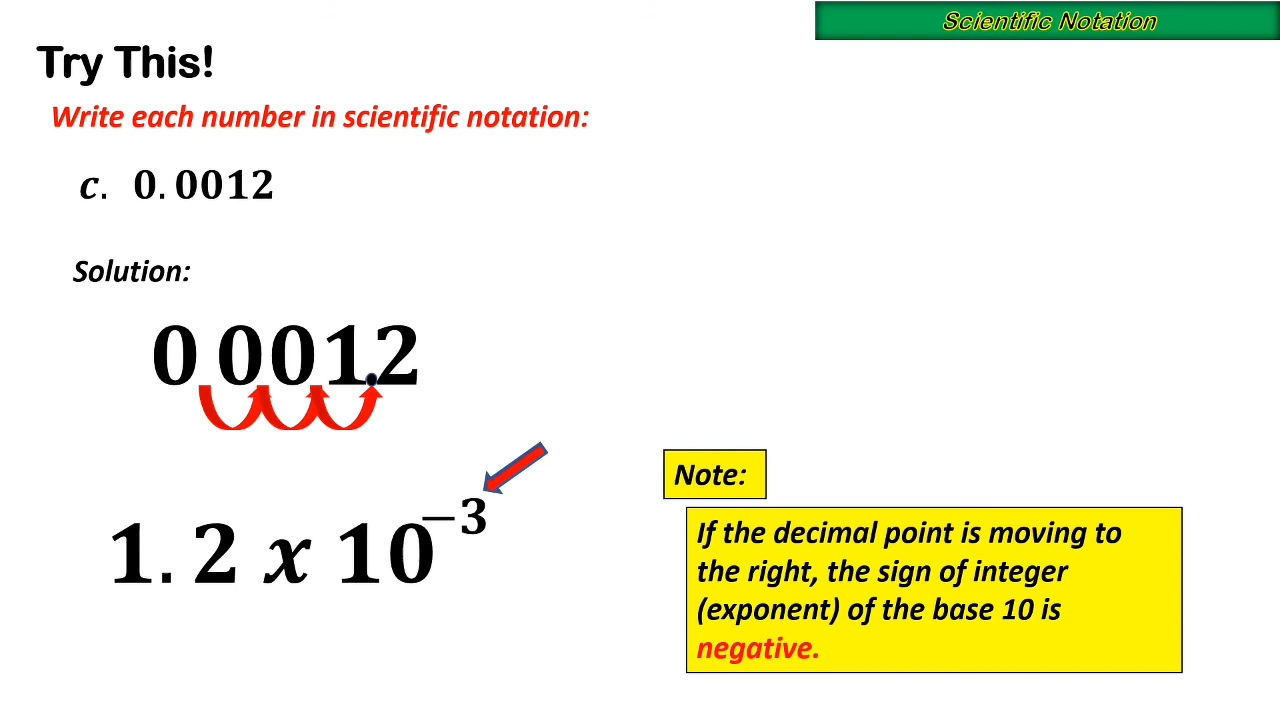 Scientific Notation
Try This!
Write each number in scientific notation:
c. 0.0012
Solution:
0 001.2
1.2 x 10⁻³
Note:
If the decimal point is moving to
the right, the sign of integer
(exponent) of the base 10 is
negative.